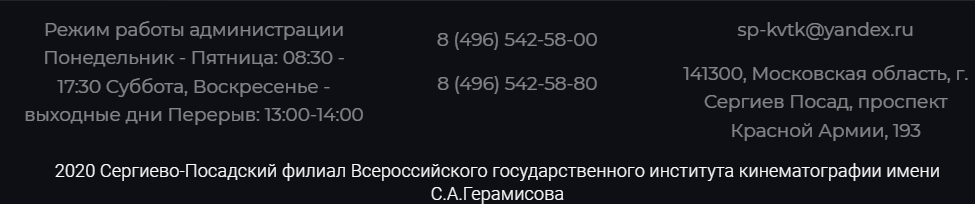 Режим работы администрации
Понедельник - Пятница: 08:30 -
17:30 Суббота, Воскресенье -
выходные дни Перерыв: 13:00-14:00
8 (496) 542-58-00
8 (496) 542-58-80
sp-kvtk@yandex.ru
141300, Московская область, г.
Сергиев Посад, проспект
Красной Армии, 193
2020 Сергиево-Посадский филиал Всероссийского государственного института кинематографии имени
С.А.Герамисова